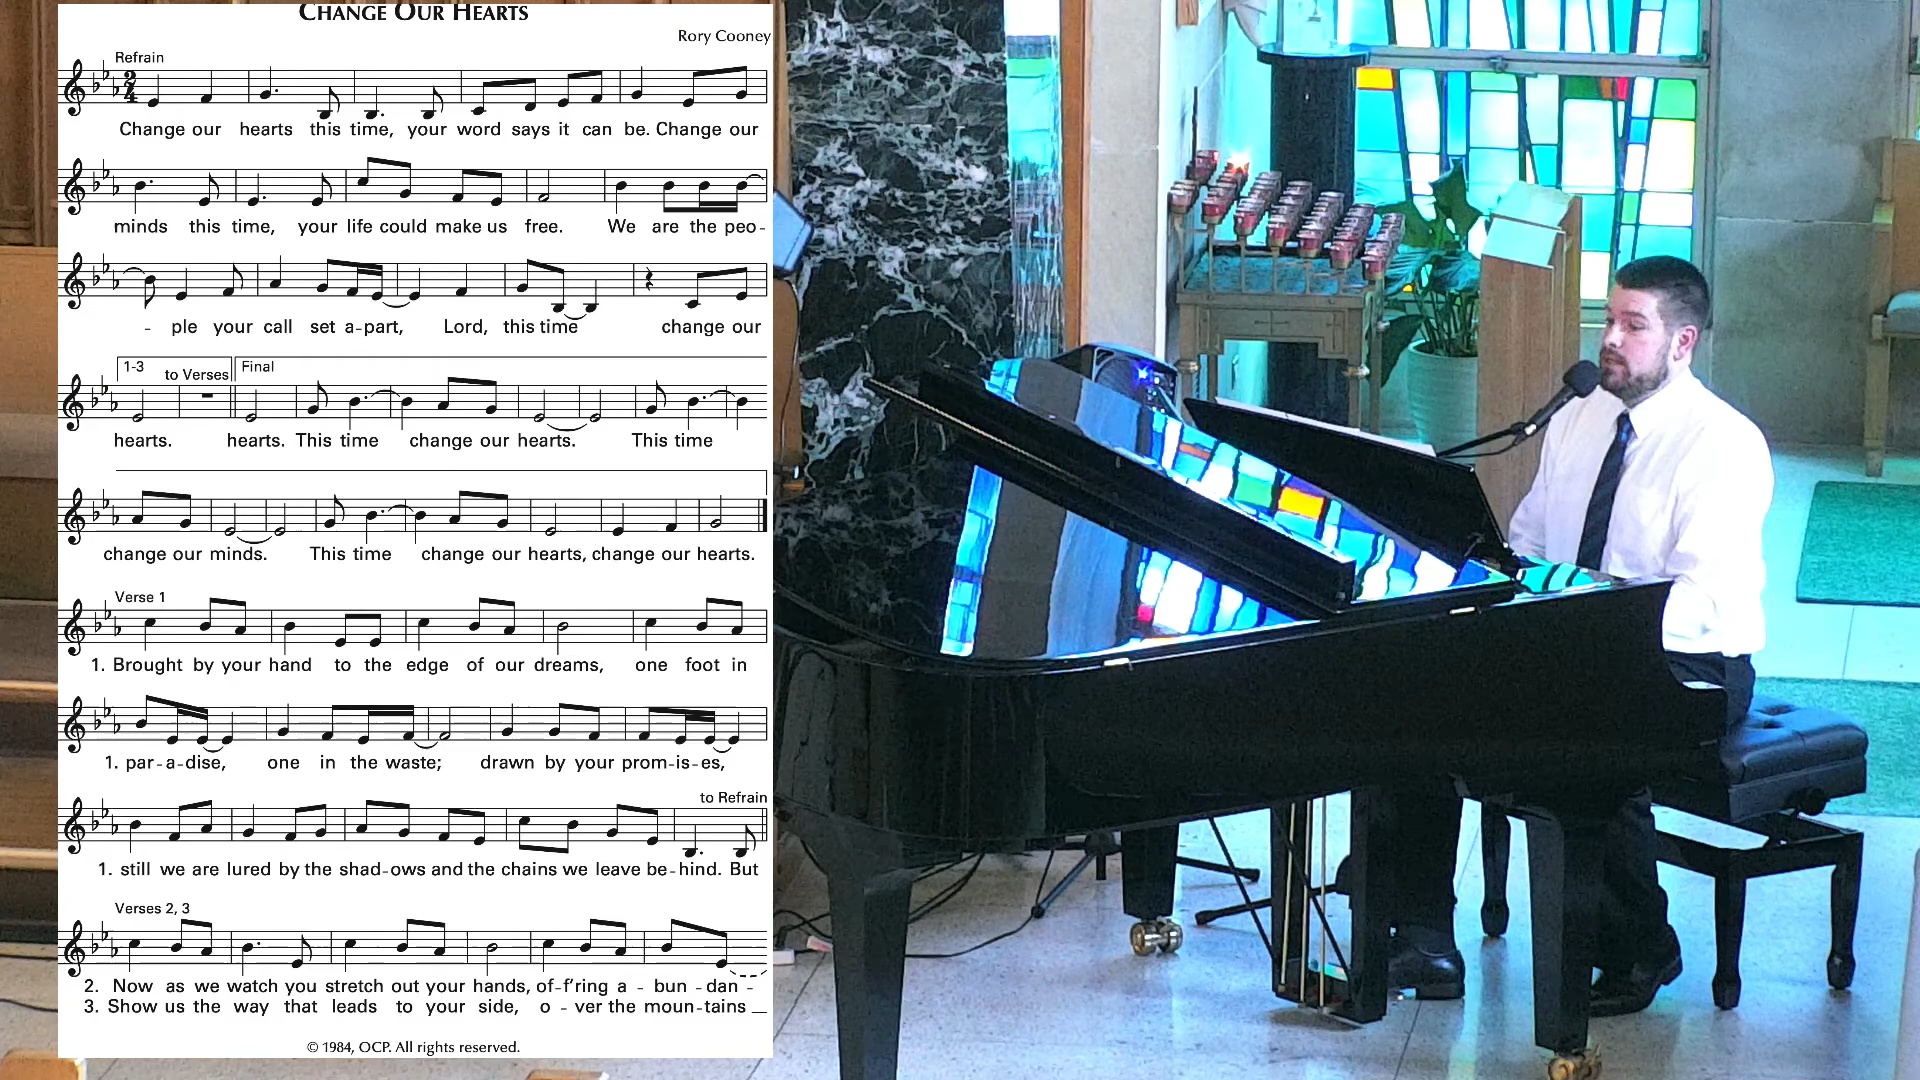 CHANGE OUR HEARTS
Rory Cooney
Refrain
2
4
Change our hearts this time, your word says it can be. Change our
minds this time, your life could make us free. We are the peo-
- ple your call set a-part, Lord, this time change our
1-3 to Verses Final
hearts. hearts. This time change our hearts. This time
change our minds. This time change our hearts, change our hearts.
Verse 1
1. Brought by your hand to the edge of our dreams, one foot in
1. par-a-dise, one in the waste; drawn by your prom-is-es,
to Refrain
1. still we are lured by the shad-ows and the chains we leave be-hind. But
Verses 2, 3
2. Now as we watch you stretch out your hands, of-f'ring a - bun - dan -
3. Show us the way that leads to your side, o - ver the moun-tains _
© 1984, OCP. All rights reserved.